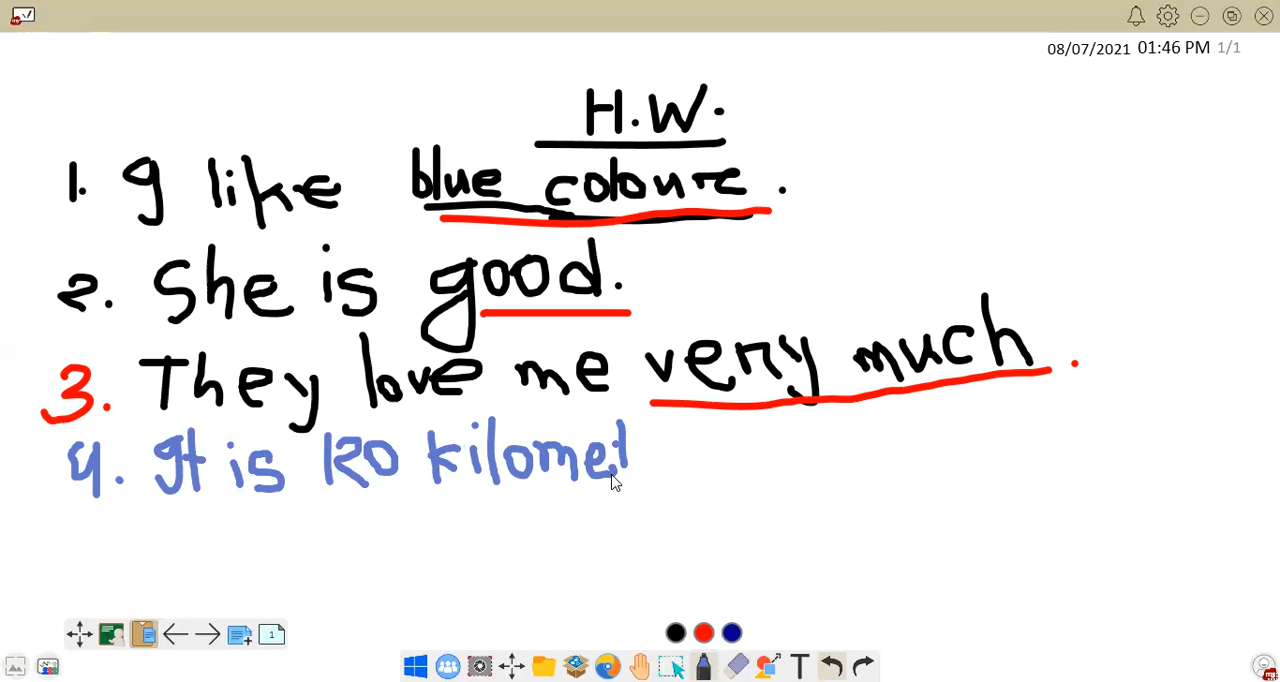 08/07/2021 01:46 PM 1/1
H.W.
1. I like blue colour.
2. She is good.
3. They love me very much.
4. It is 120 kilomet
1
T